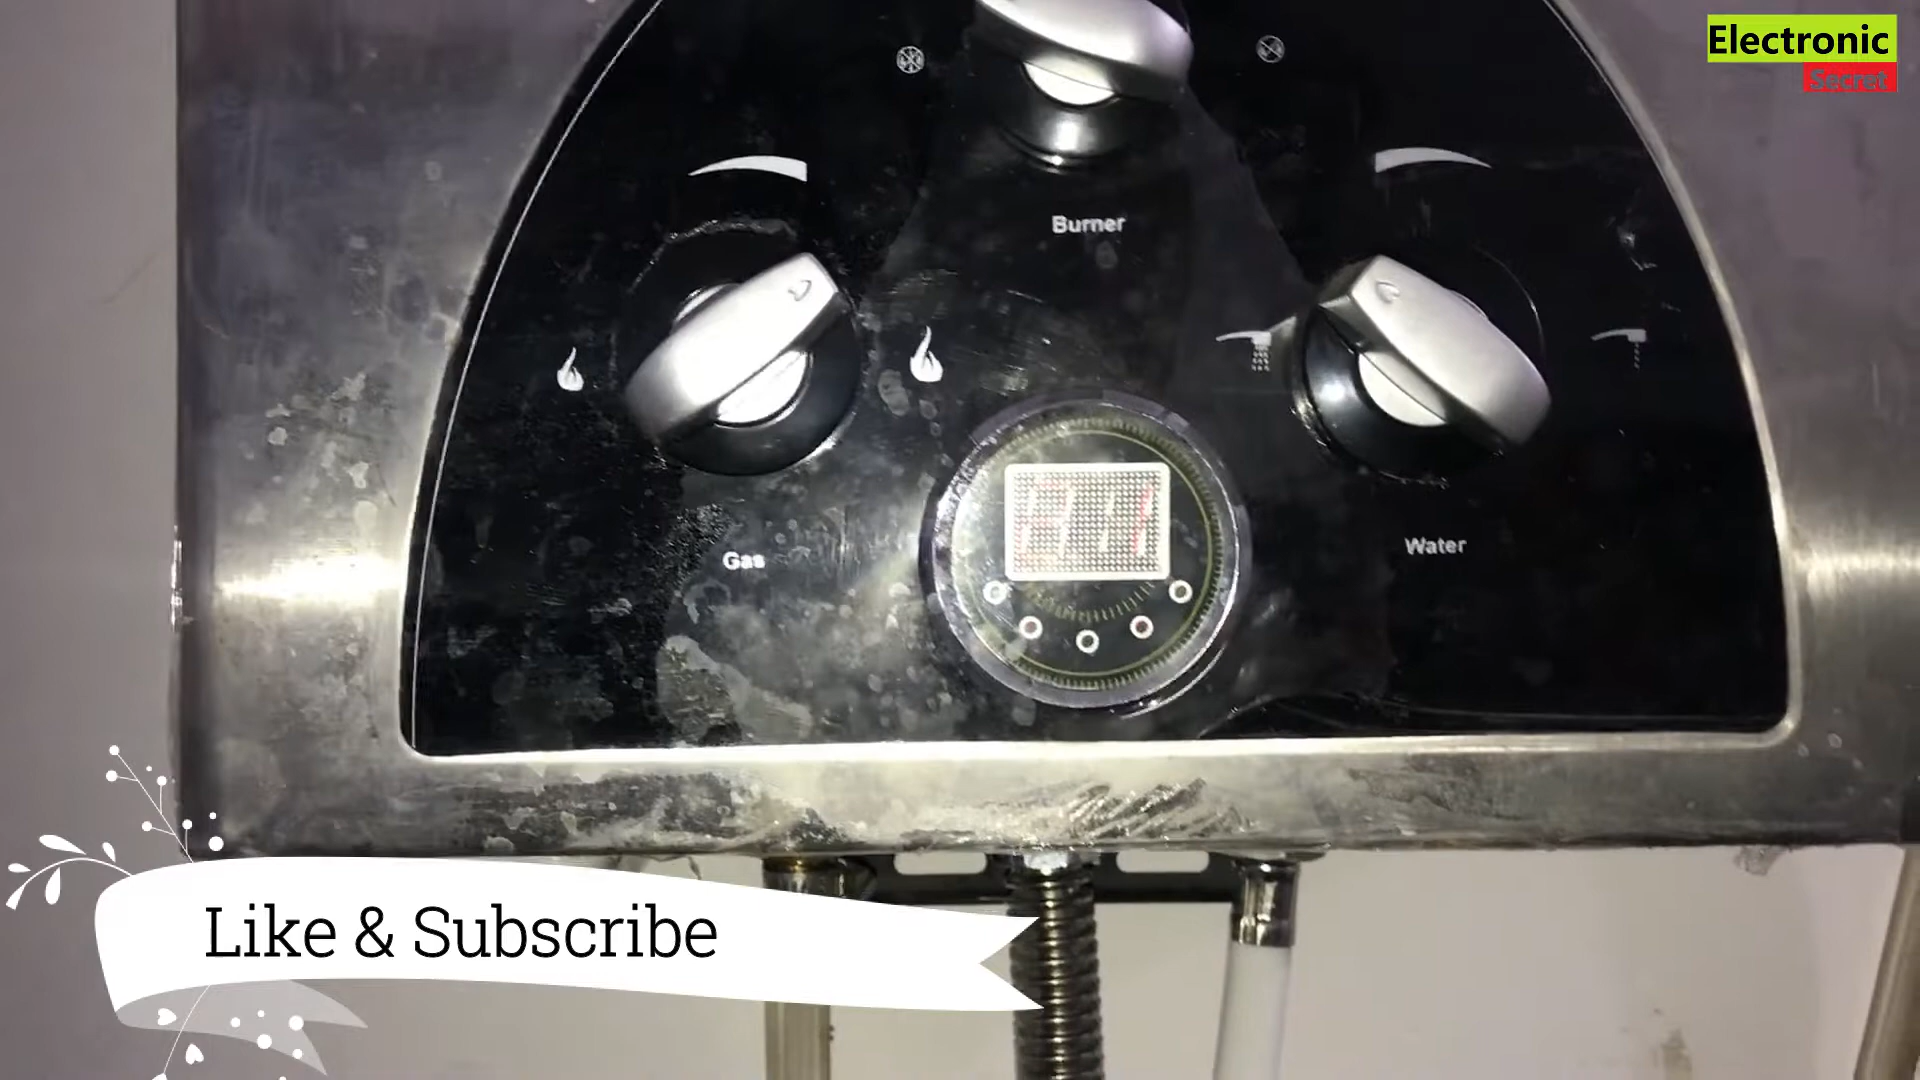 Electronic
Secret
Burner
Gas
Water
Like & Subscribe